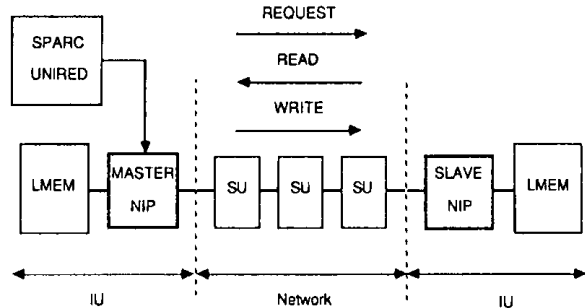 REQUEST
SPARC
UNIRED
READ
WRITE
LMEM
MASTER
NIP
SU
SU
SU
SLAVE
NIP
LMEM
IU
Network
IU